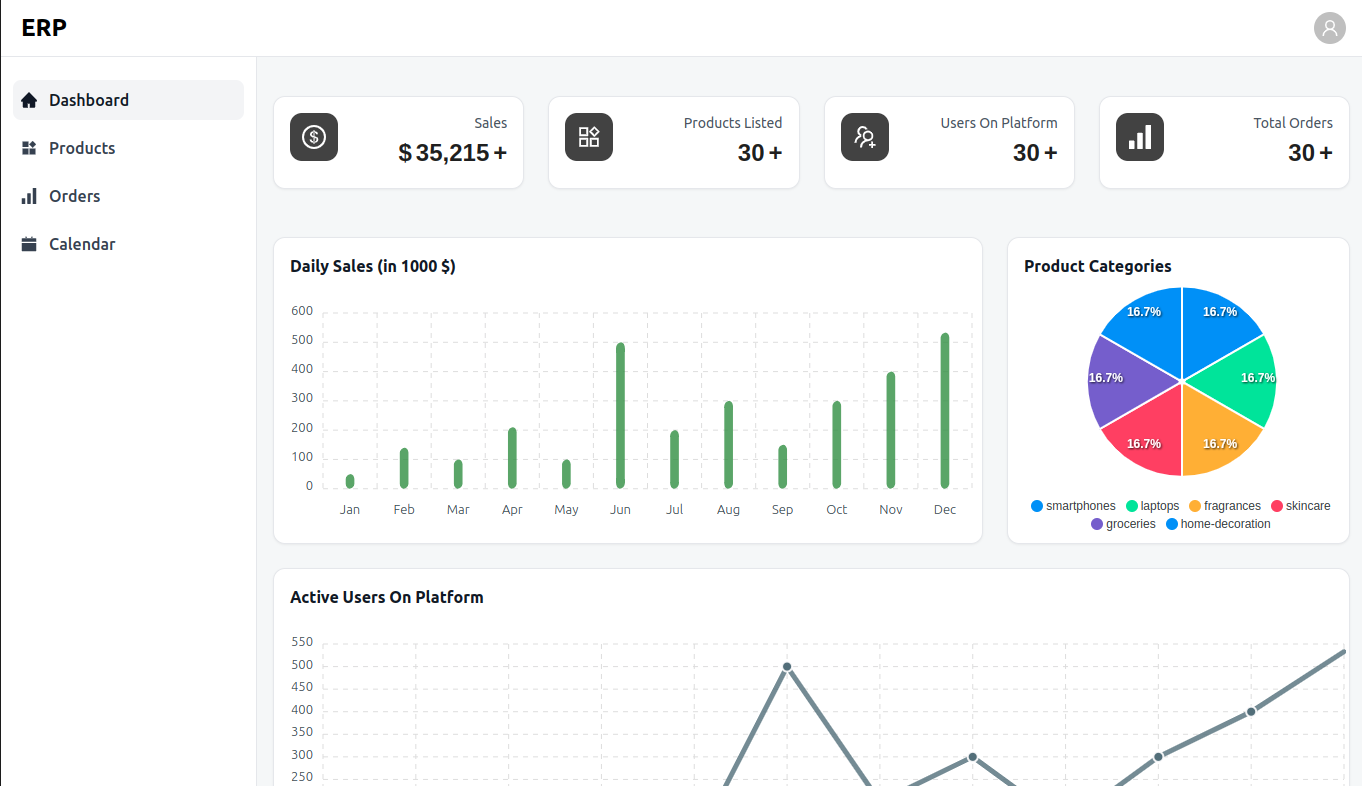 ERP
Dashboard
Products
Orders
Calendar
Sales
$ 35,215 +
Products Listed
30 +
Users On Platform
30 +
Total Orders
30 +
Daily Sales (in 1000 $)
600
500
400
300
200
100
0
Jan Feb Mar Apr May Jun Jul Aug Sep Oct Nov Dec
Product Categories
16.7% 16.7%
16.7% 16.7%
16.7% 16.7%
smartphones laptops fragrances skincare
groceries home-decoration
Active Users On Platform
550
500
450
400
350
300
250